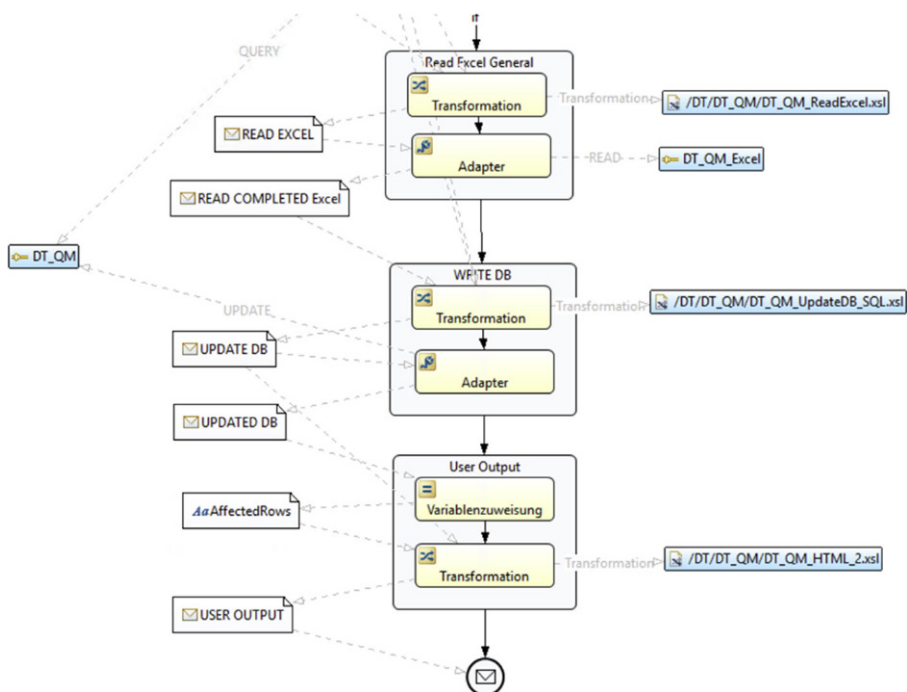 if
QUERY
Read Excel General
Transformation
Transformation
/DT/DT_QM/DT_QM_ReadExcel.xsl
READ EXCEL
Adapter
READ
DT_QM_Excel
READ COMPLETED Excel
DT_QM
WRITE DB
Transformation
Transformation
/DT/DT_QM/DT_QM_UpdateDB_SQL.xsl
UPDATE
UPDATE DB
Adapter
UPDATED DB
User Output
Variablenzuweisung
Aa AffectedRows
Transformation
Transformation
/DT/DT_QM/DT_QM_HTML_2.xsl
USER OUTPUT